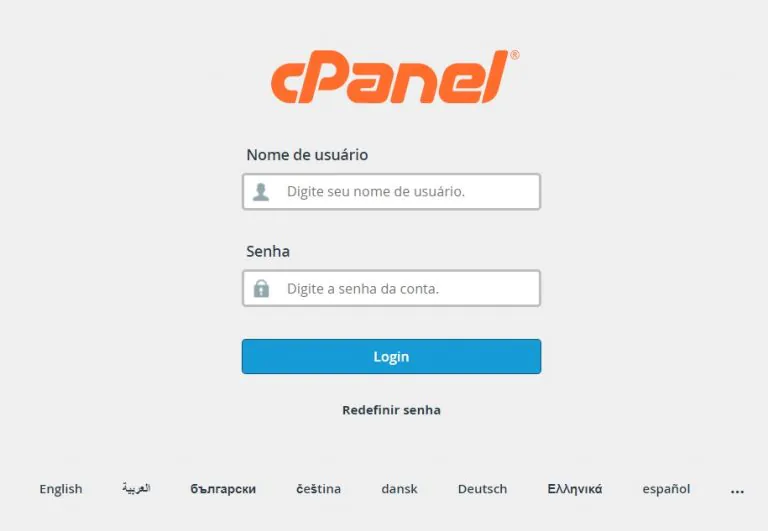 cPanel®
Nome de usuário
Digite seu nome de usuário.
Senha
Digite a senha da conta.
Login
Redefinir senha
English العربية български čeština dansk Deutsch Ελληνικά español ...